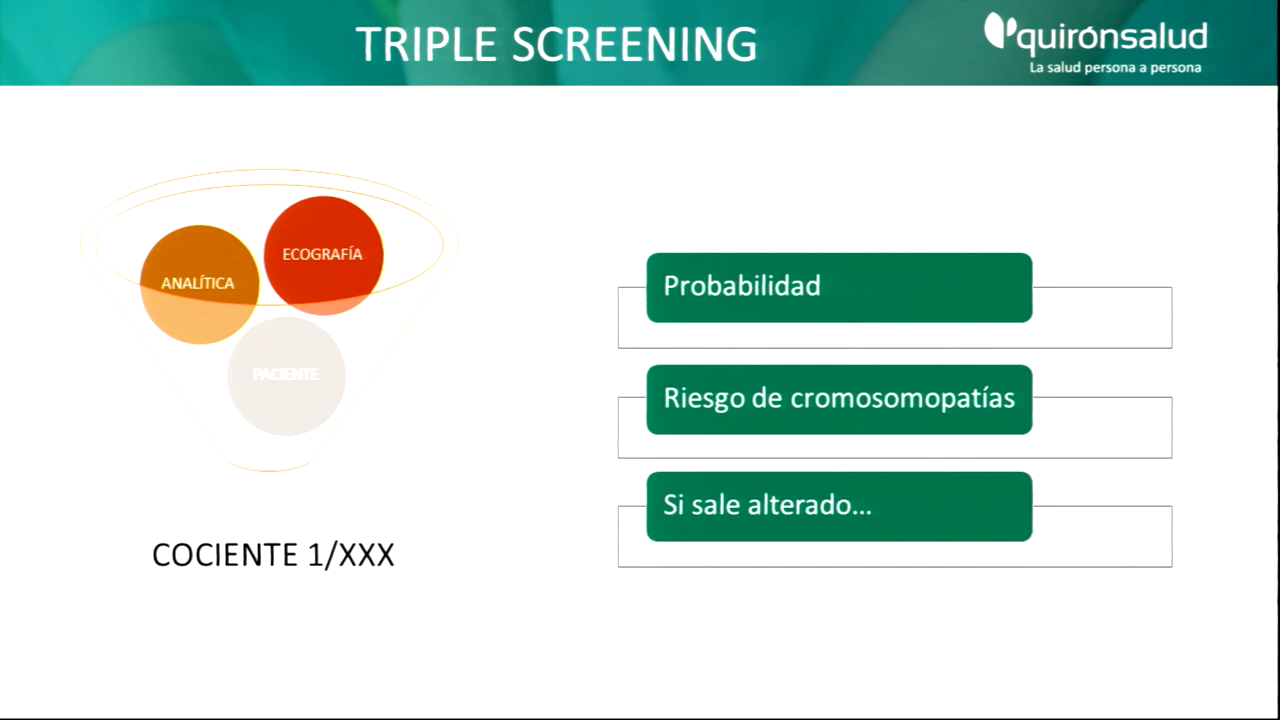 TRIPLE SCREENING
quirónsalud
La salud persona a persona
ECOGRAFÍA
ANALÍTICA
PACIENTE
COCIENTE 1/XXX
Probabilidad
Riesgo de cromosomopatías
Si sale alterado...